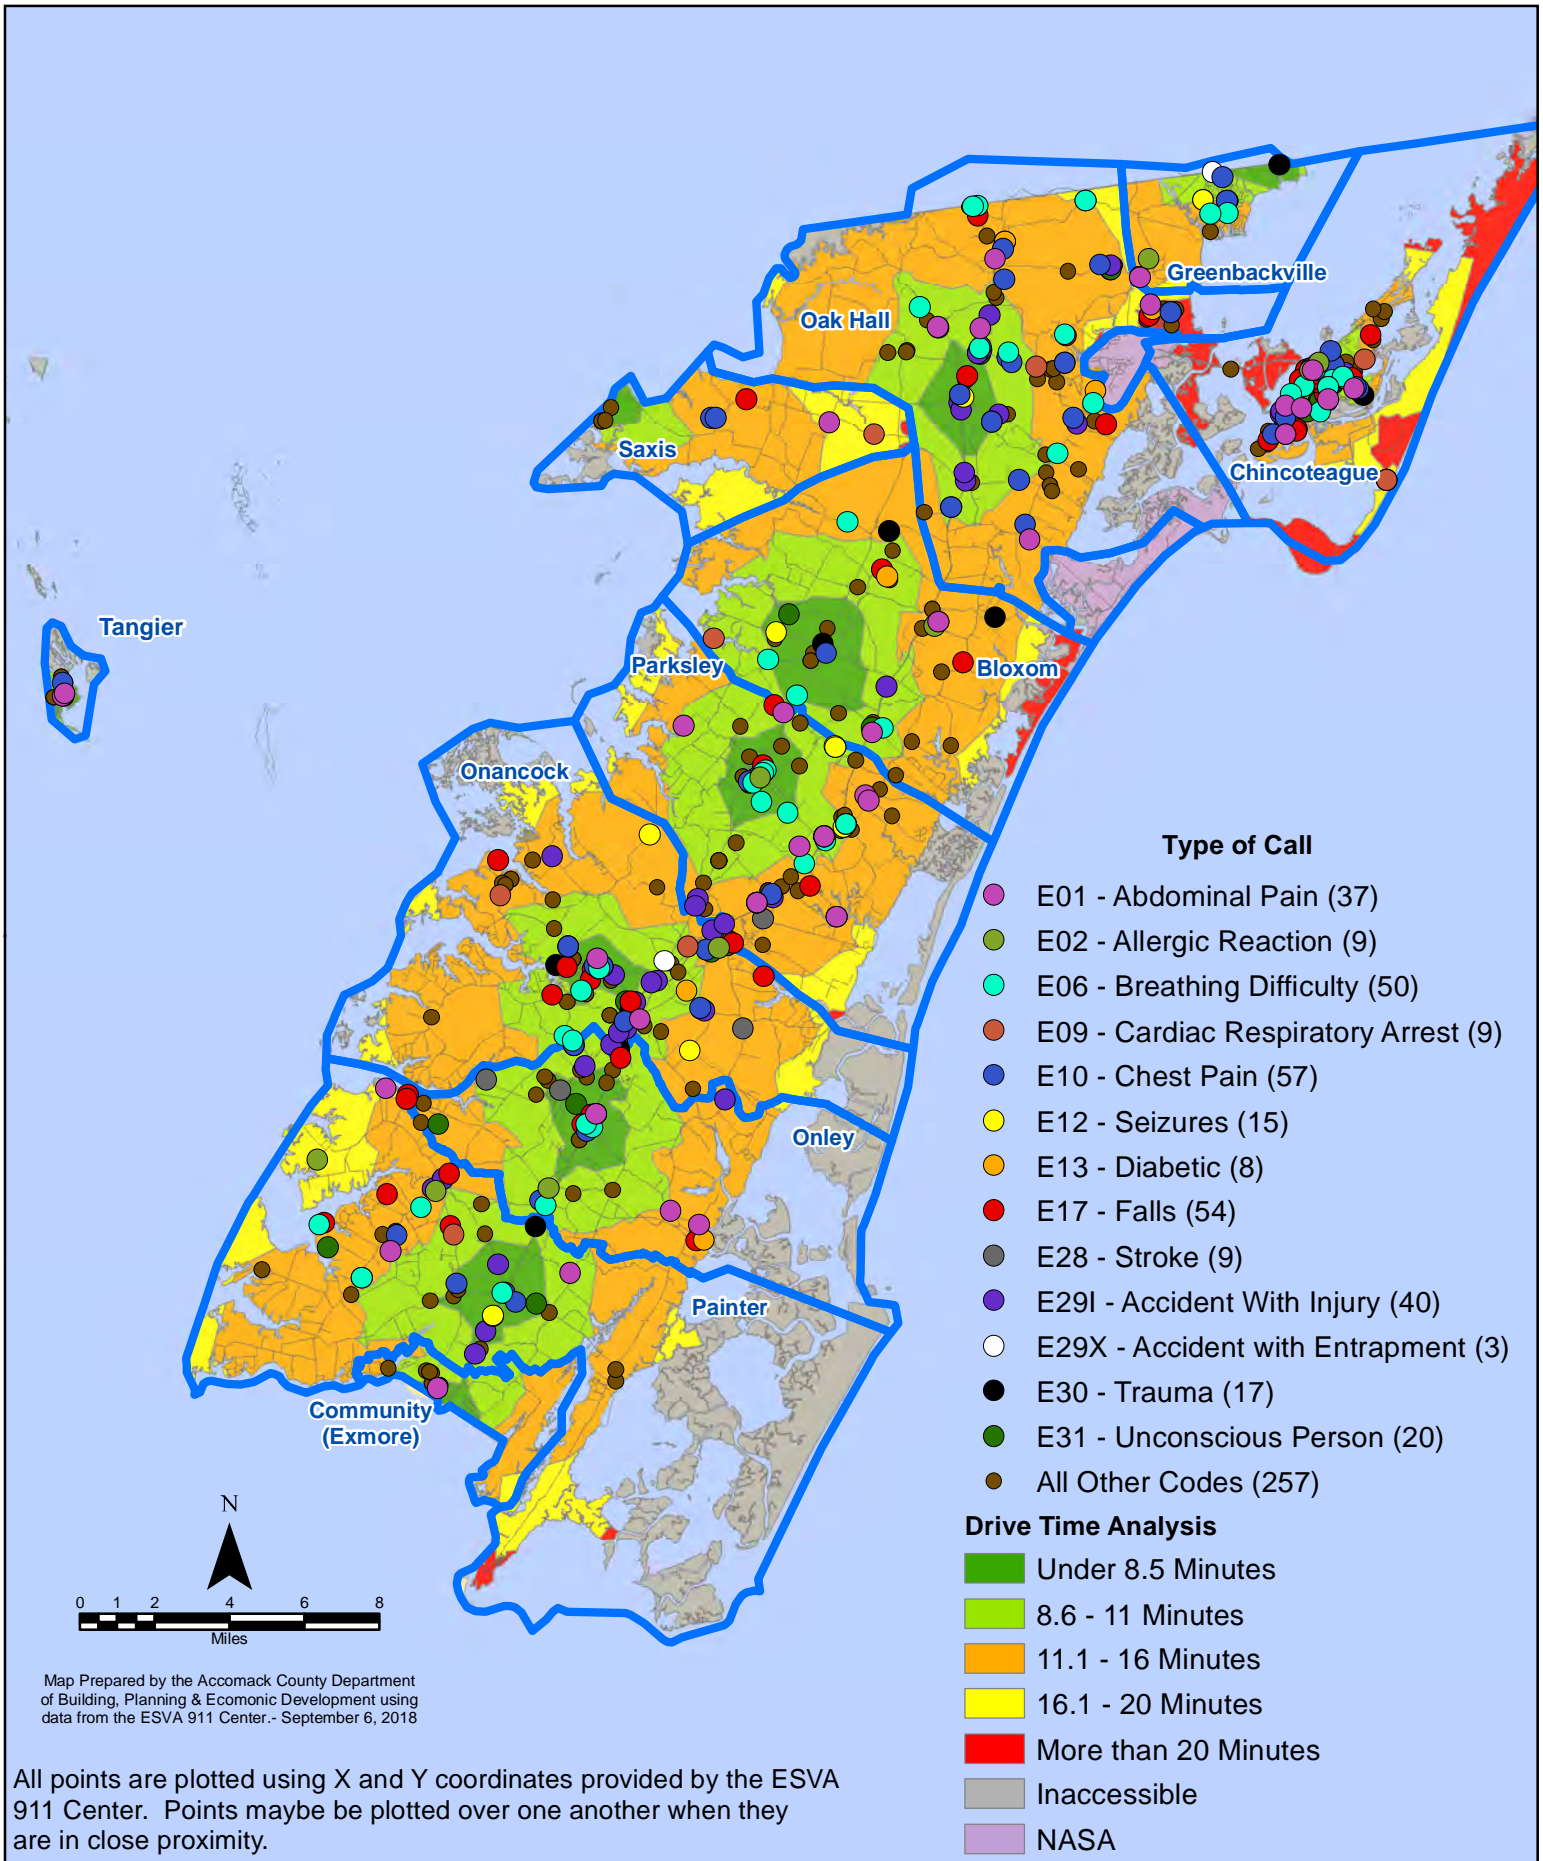 Greenbackville
Oak Hall
Saxis
Chincoteague
Tangier
Parksley
Bloxom
Onancock
Onley
Painter
Community
(Exmore)
Type of Call
E01 - Abdominal Pain (37)
E02 - Allergic Reaction (9)
E06 - Breathing Difficulty (50)
E09 - Cardiac Respiratory Arrest (9)
E10 - Chest Pain (57)
E12 - Seizures (15)
E13 - Diabetic (8)
E17 - Falls (54)
E28 - Stroke (9)
E29I - Accident With Injury (40)
E29X - Accident with Entrapment (3)
E30 - Trauma (17)
E31 - Unconscious Person (20)
All Other Codes (257)
Drive Time Analysis
Under 8.5 Minutes
8.6 - 11 Minutes
11.1 - 16 Minutes
16.1 - 20 Minutes
More than 20 Minutes
Inaccessible
NASA
N
0 1 2 4 6 8
Miles
Map Prepared by the Accomack County Department
of Building, Planning & Ecomonic Development using
data from the ESVA 911 Center.- September 6, 2018
All points are plotted using X and Y coordinates provided by the ESVA
911 Center. Points maybe be plotted over one another when they
are in close proximity.